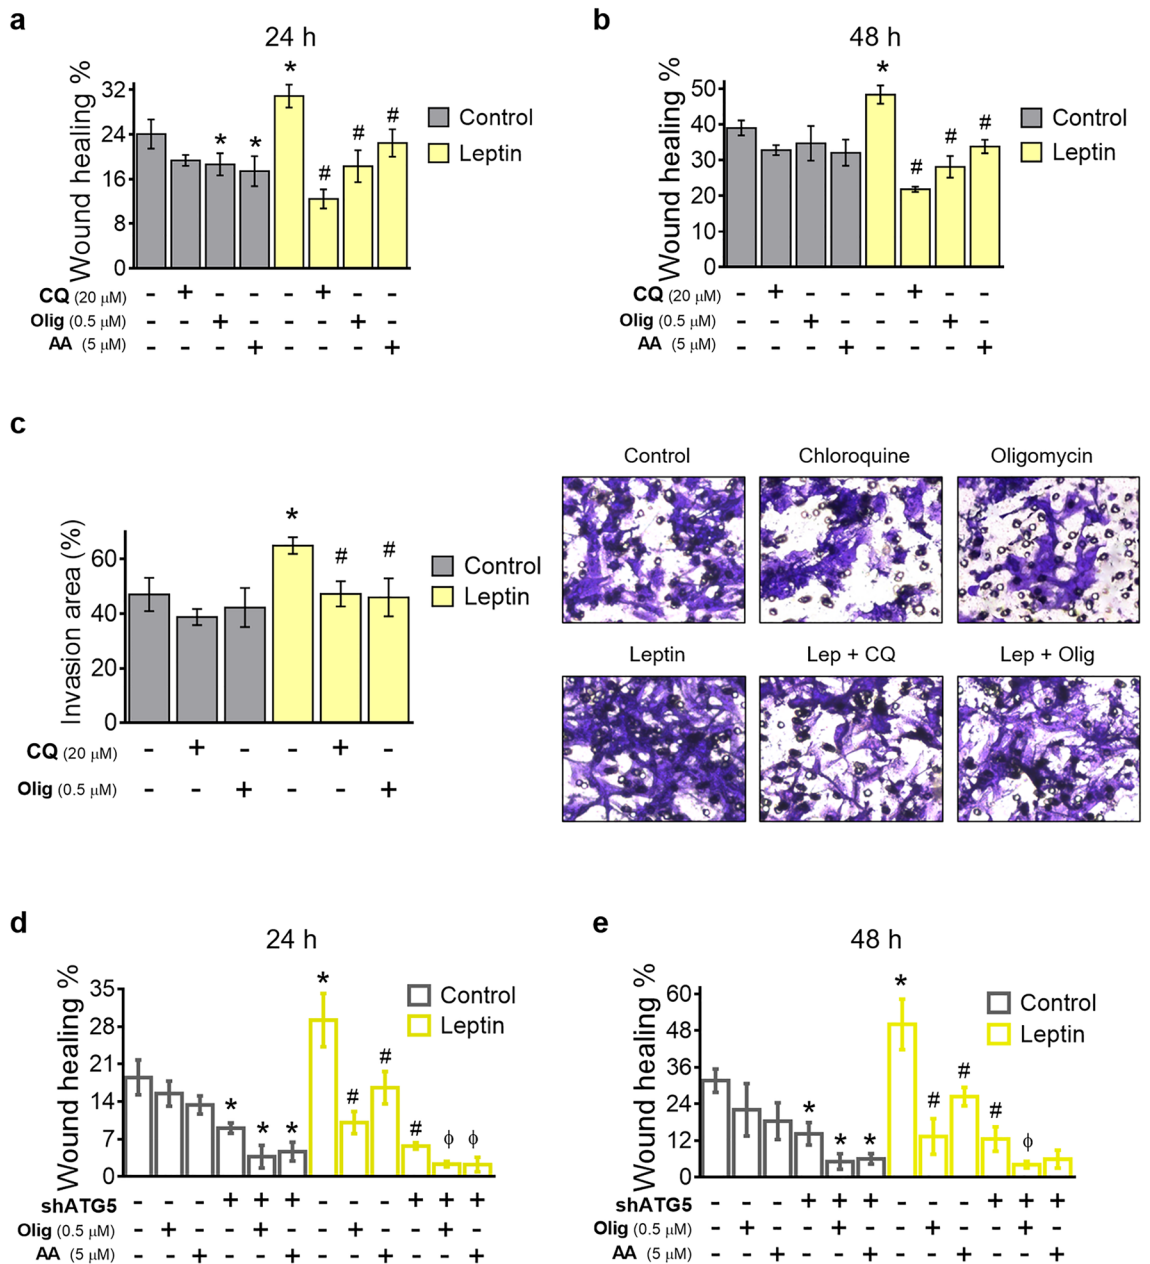 a
24 h
Wound healing %
32
24
16
8
0
*
* * # # #
Control
Leptin
CQ (20 μM) - + - - - + - -
Olig (0.5 μM) - - + - - - + -
AA (5 μM) - - - + - - - +
b
48 h
Wound healing %
50
40
30
20
10
0
*
# # #
Control
Leptin
CQ (20 μM) - + - - - + - -
Olig (0.5 μM) - - + - - - + -
AA (5 μM) - - - + - - - +
c
Invasion area (%)
60
40
20
0
*
# #
Control
Leptin
CQ (20 μM) - + - - + -
Olig (0.5 μM) - - + - - +
Control Chloroquine Oligomycin
Leptin Lep + CQ Lep + Olig
d
24 h
Wound healing %
35
28
21
14
7
0
* * * * # # # ϕ ϕ
Control
Leptin
shATG5 - - - + + + - - - + + +
Olig (0.5 μM) - + - - + - - + - - + -
AA (5 μM) - - + - - + - - + - - +
e
48 h
Wound healing %
60
48
36
24
12
0
* * * * # # # ϕ
Control
Leptin
shATG5 - - - + + + - - - + + +
Olig (0.5 μM) - + - - + - - + - - + -
AA (5 μM) - - + - - + - - + - - +